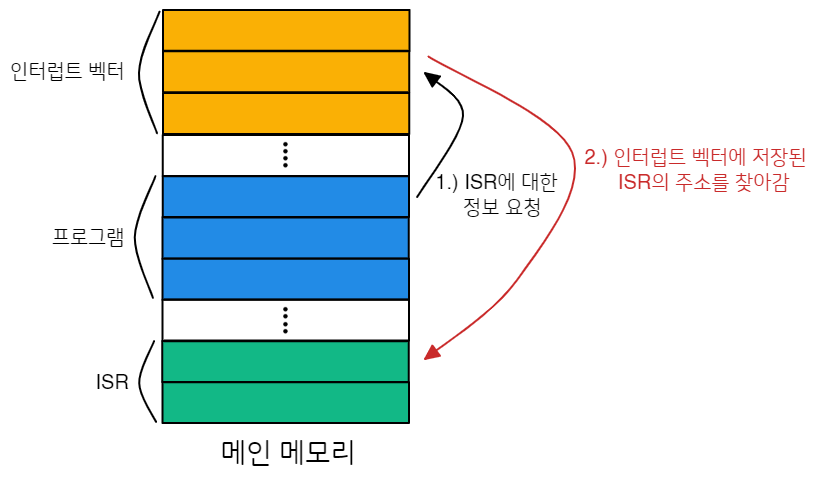 인터럽트 벡터
1.) ISR에 대한
정보 요청
2.) 인터럽트 벡터에 저장된
ISR의 주소를 찾아감
프로그램
ISR
메인 메모리